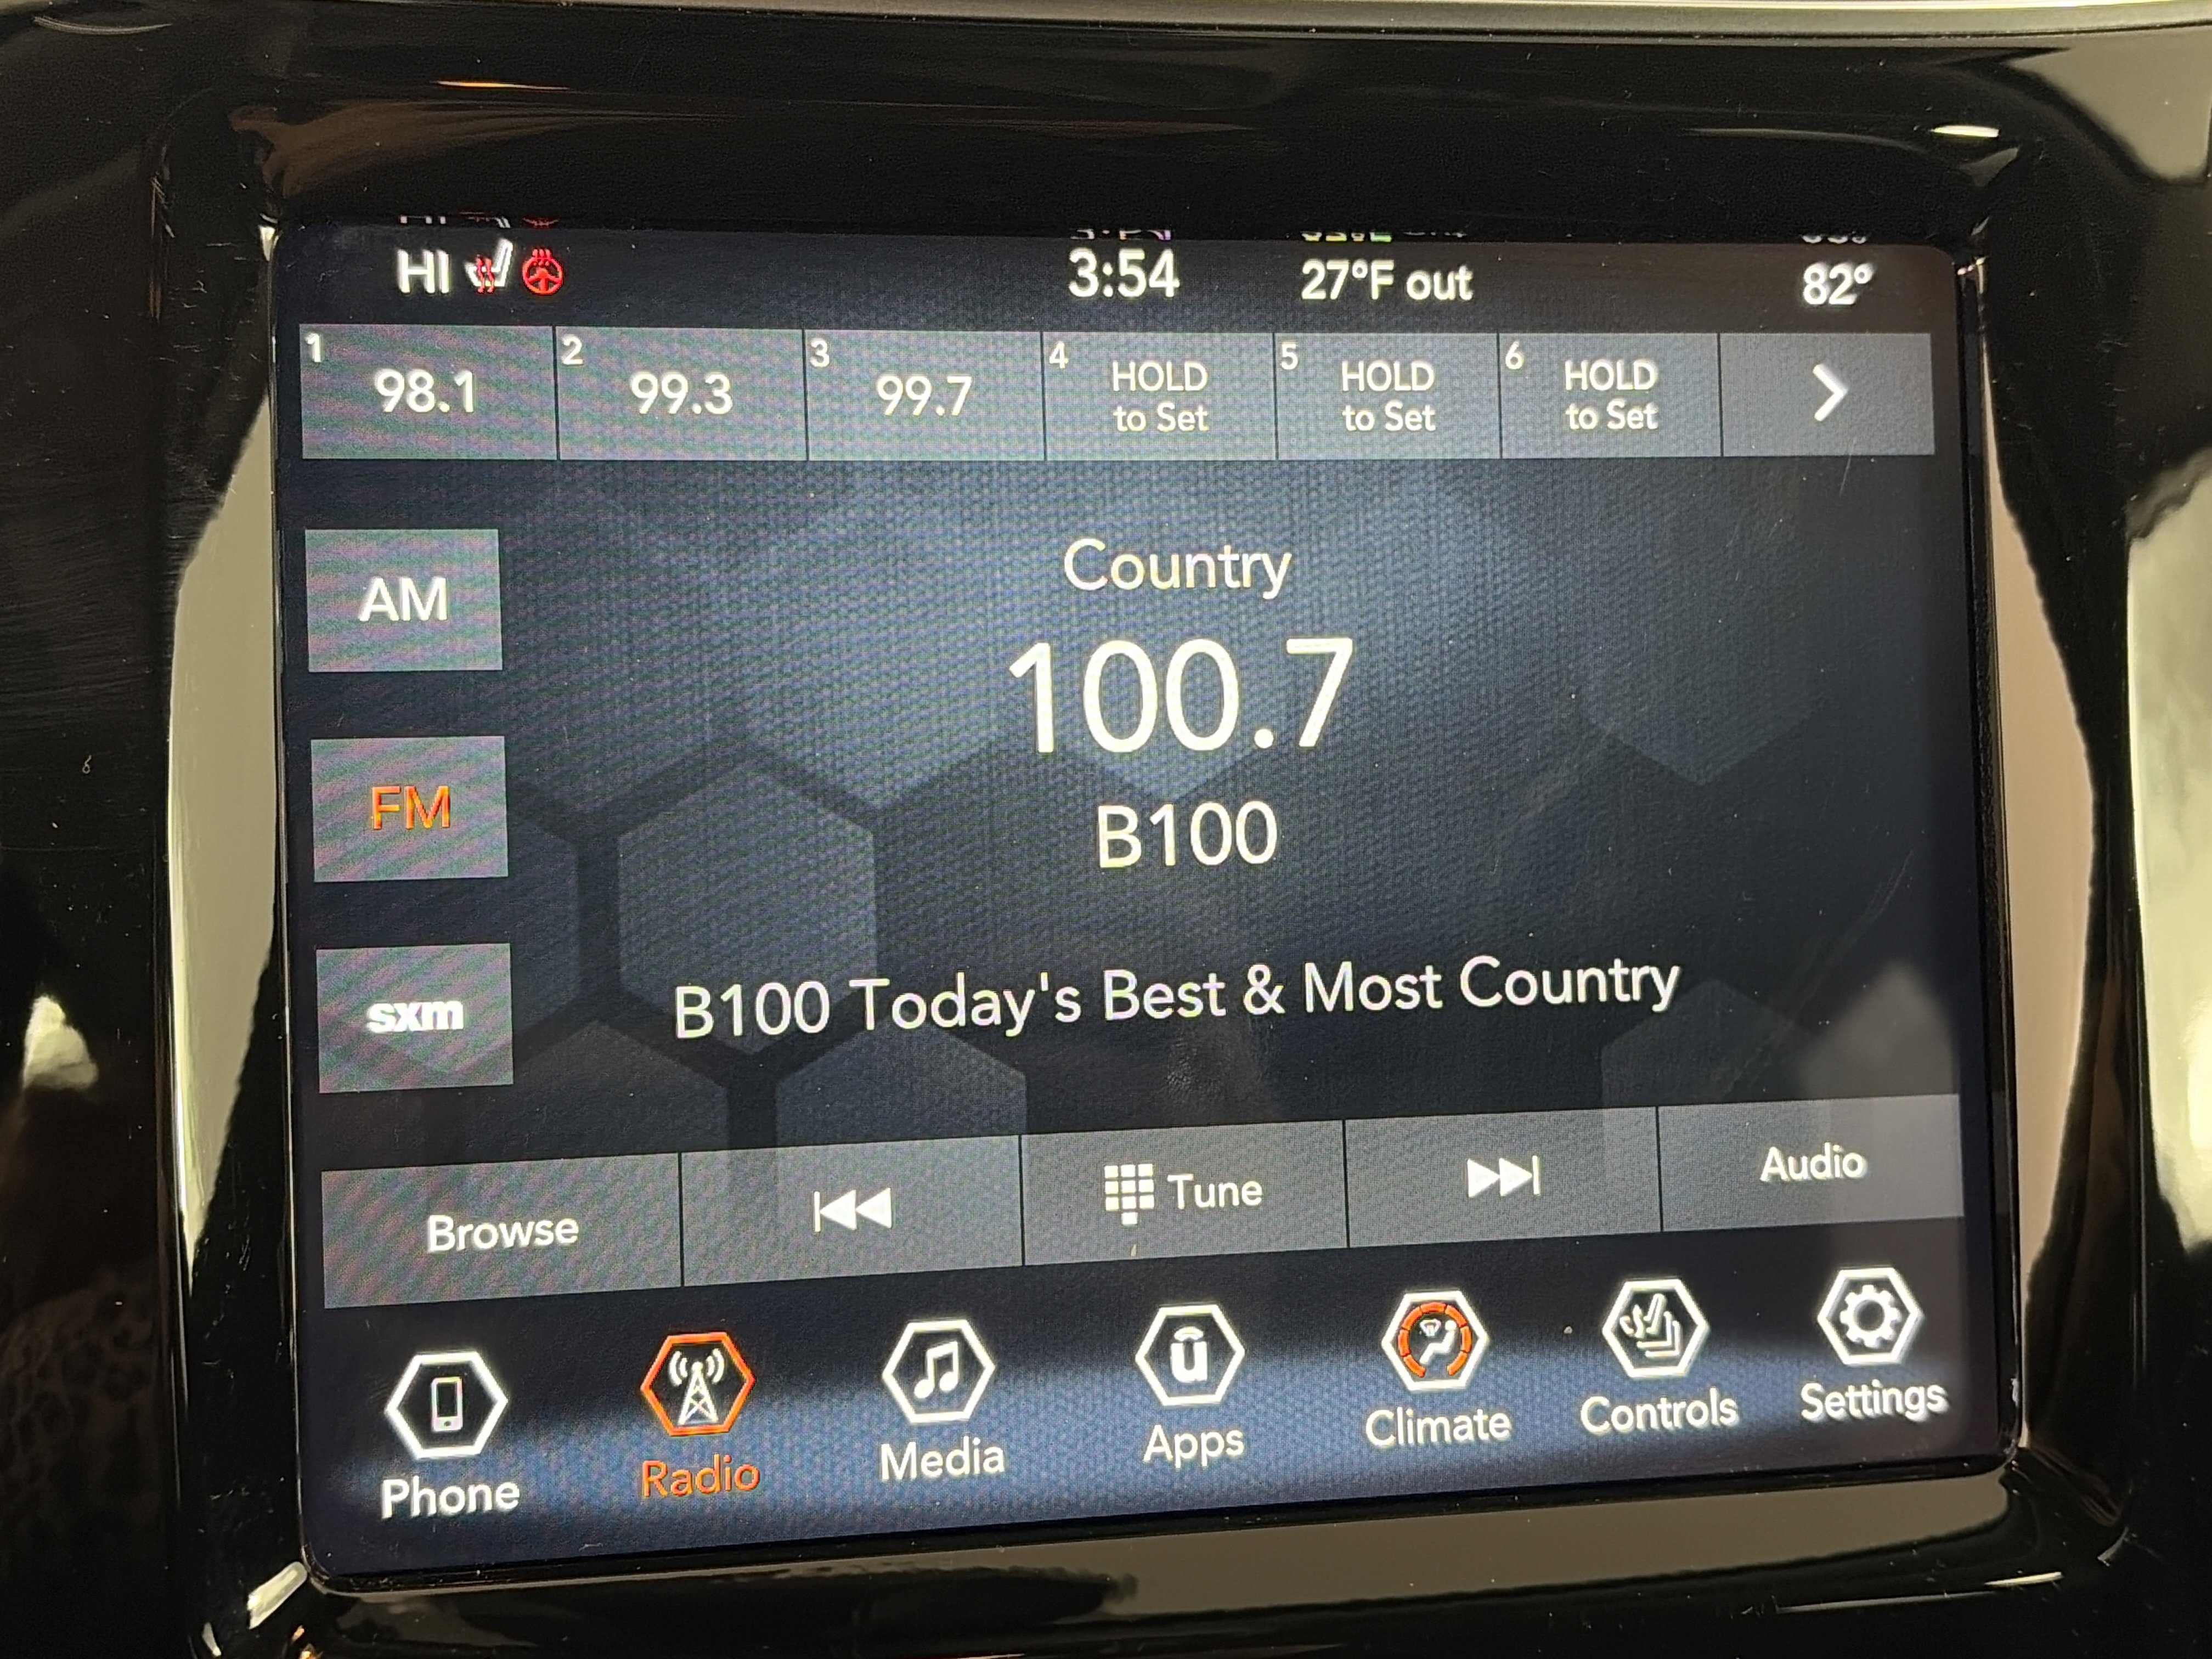 HI 3:54 27°F out 82°
1 98.1 2 99.3 3 99.7 4 HOLD to Set 5 HOLD to Set 6 HOLD to Set
AM
Country
100.7
FM
B100
sxm
B100 Today's Best & Most Country
Browse Tune Audio
Phone Radio Media Apps Climate Controls Settings